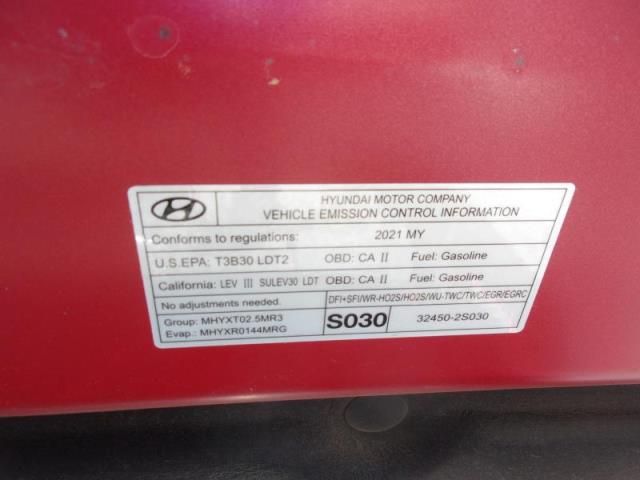 HYUNDAI MOTOR COMPANY
VEHICLE EMISSION CONTROL INFORMATION
Conforms to regulations: 2021 MY
U.S.EPA: T3B30 LDT2 OBD: CA II Fuel: Gasoline
California: LEV III SULEV30 LDT OBD: CA II Fuel: Gasoline
No adjustments needed. DFI+SFI/WR-HO2S/HO2S/WU-TWC/TWC/EGR/EGRC
Group: MHYXT02.5MR3
Evap.: MHYXR0144MRG
S030 32450-2S030